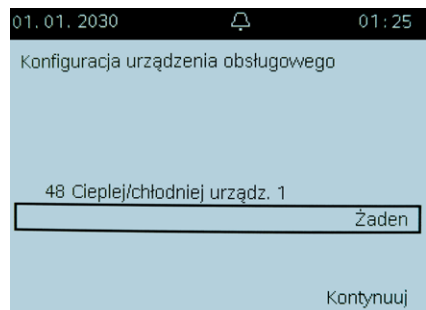 01.01.2030 01:25
Konfiguracja urządzenia obsługowego
48 Cieplej/chłodniej urządz. 1
Żaden
Kontynuuj